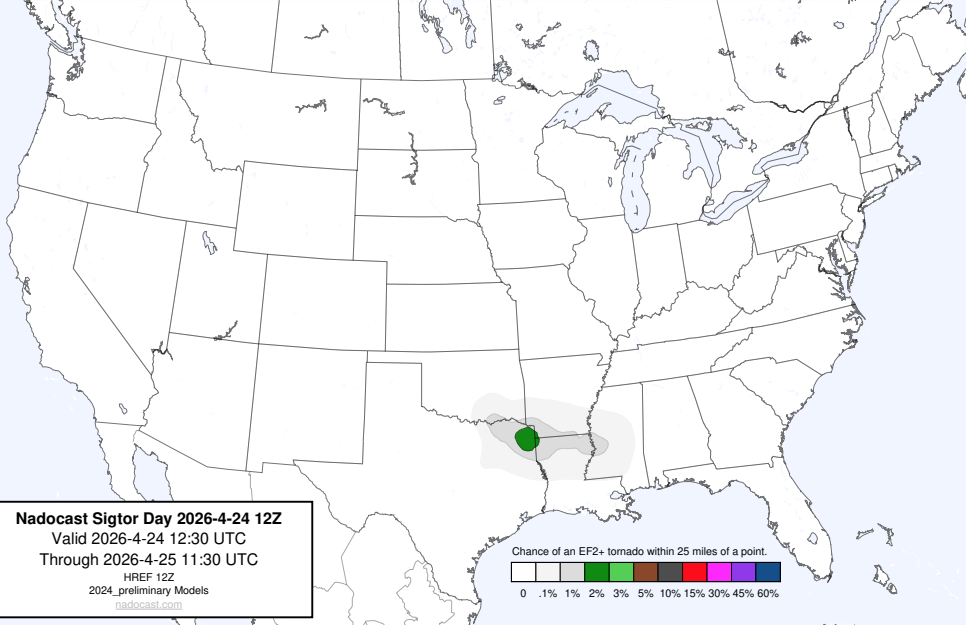 Nadocast Sigtor Day 2026-4-24 12Z
Valid 2026-4-24 12:30 UTC
Through 2026-4-25 11:30 UTC
HREF 12Z
2024_preliminary Models
nadocast.com
Chance of an EF2+ tornado within 25 miles of a point.
0 .1% 1% 2% 3% 5% 10% 15% 30% 45% 60%